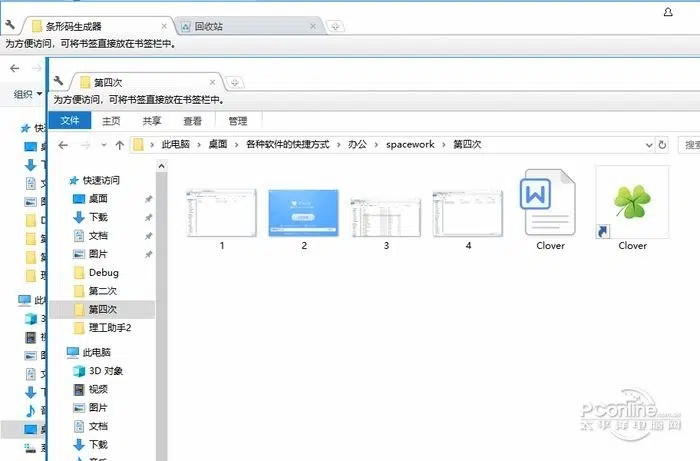 条形码生成器
回收站
为方便访问，可将书签直接放在书签栏中。
组织
第四次
为方便访问，可将书签直接放在书签栏中。
文件 主页 共享 查看 管理
此电脑 桌面 各种软件的快捷方式 办公 spacework 第四次
快速访问
桌面
下载
文档
图片
Debug
第二次
第四次
理工助手2
此电脑
3D 对象
视频
图片
文档
下载
1
2
3
4
Clover
Clover
PConline
太平洋电脑网